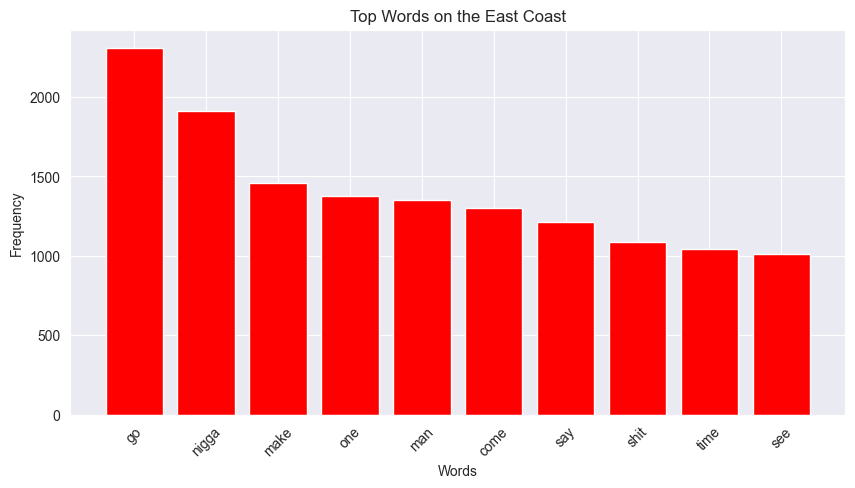 Top Words on the East Coast
Frequency
2000
1500
1000
500
0
go
nigga
make
one
man
come
say
shit
time
see
Words